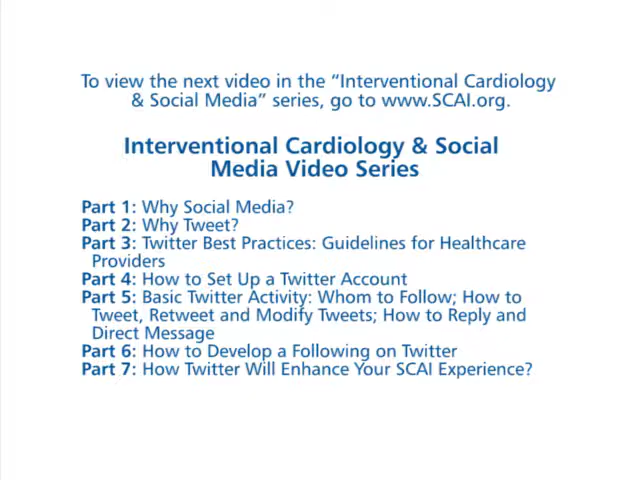 To view the next video in the “Interventional Cardiology
& Social Media” series, go to www.SCAI.org.
Interventional Cardiology & Social
Media Video Series
Part 1: Why Social Media?
Part 2: Why Tweet?
Part 3: Twitter Best Practices: Guidelines for Healthcare
Providers
Part 4: How to Set Up a Twitter Account
Part 5: Basic Twitter Activity: Whom to Follow; How to
Tweet, Retweet and Modify Tweets; How to Reply and
Direct Message
Part 6: How to Develop a Following on Twitter
Part 7: How Twitter Will Enhance Your SCAI Experience?